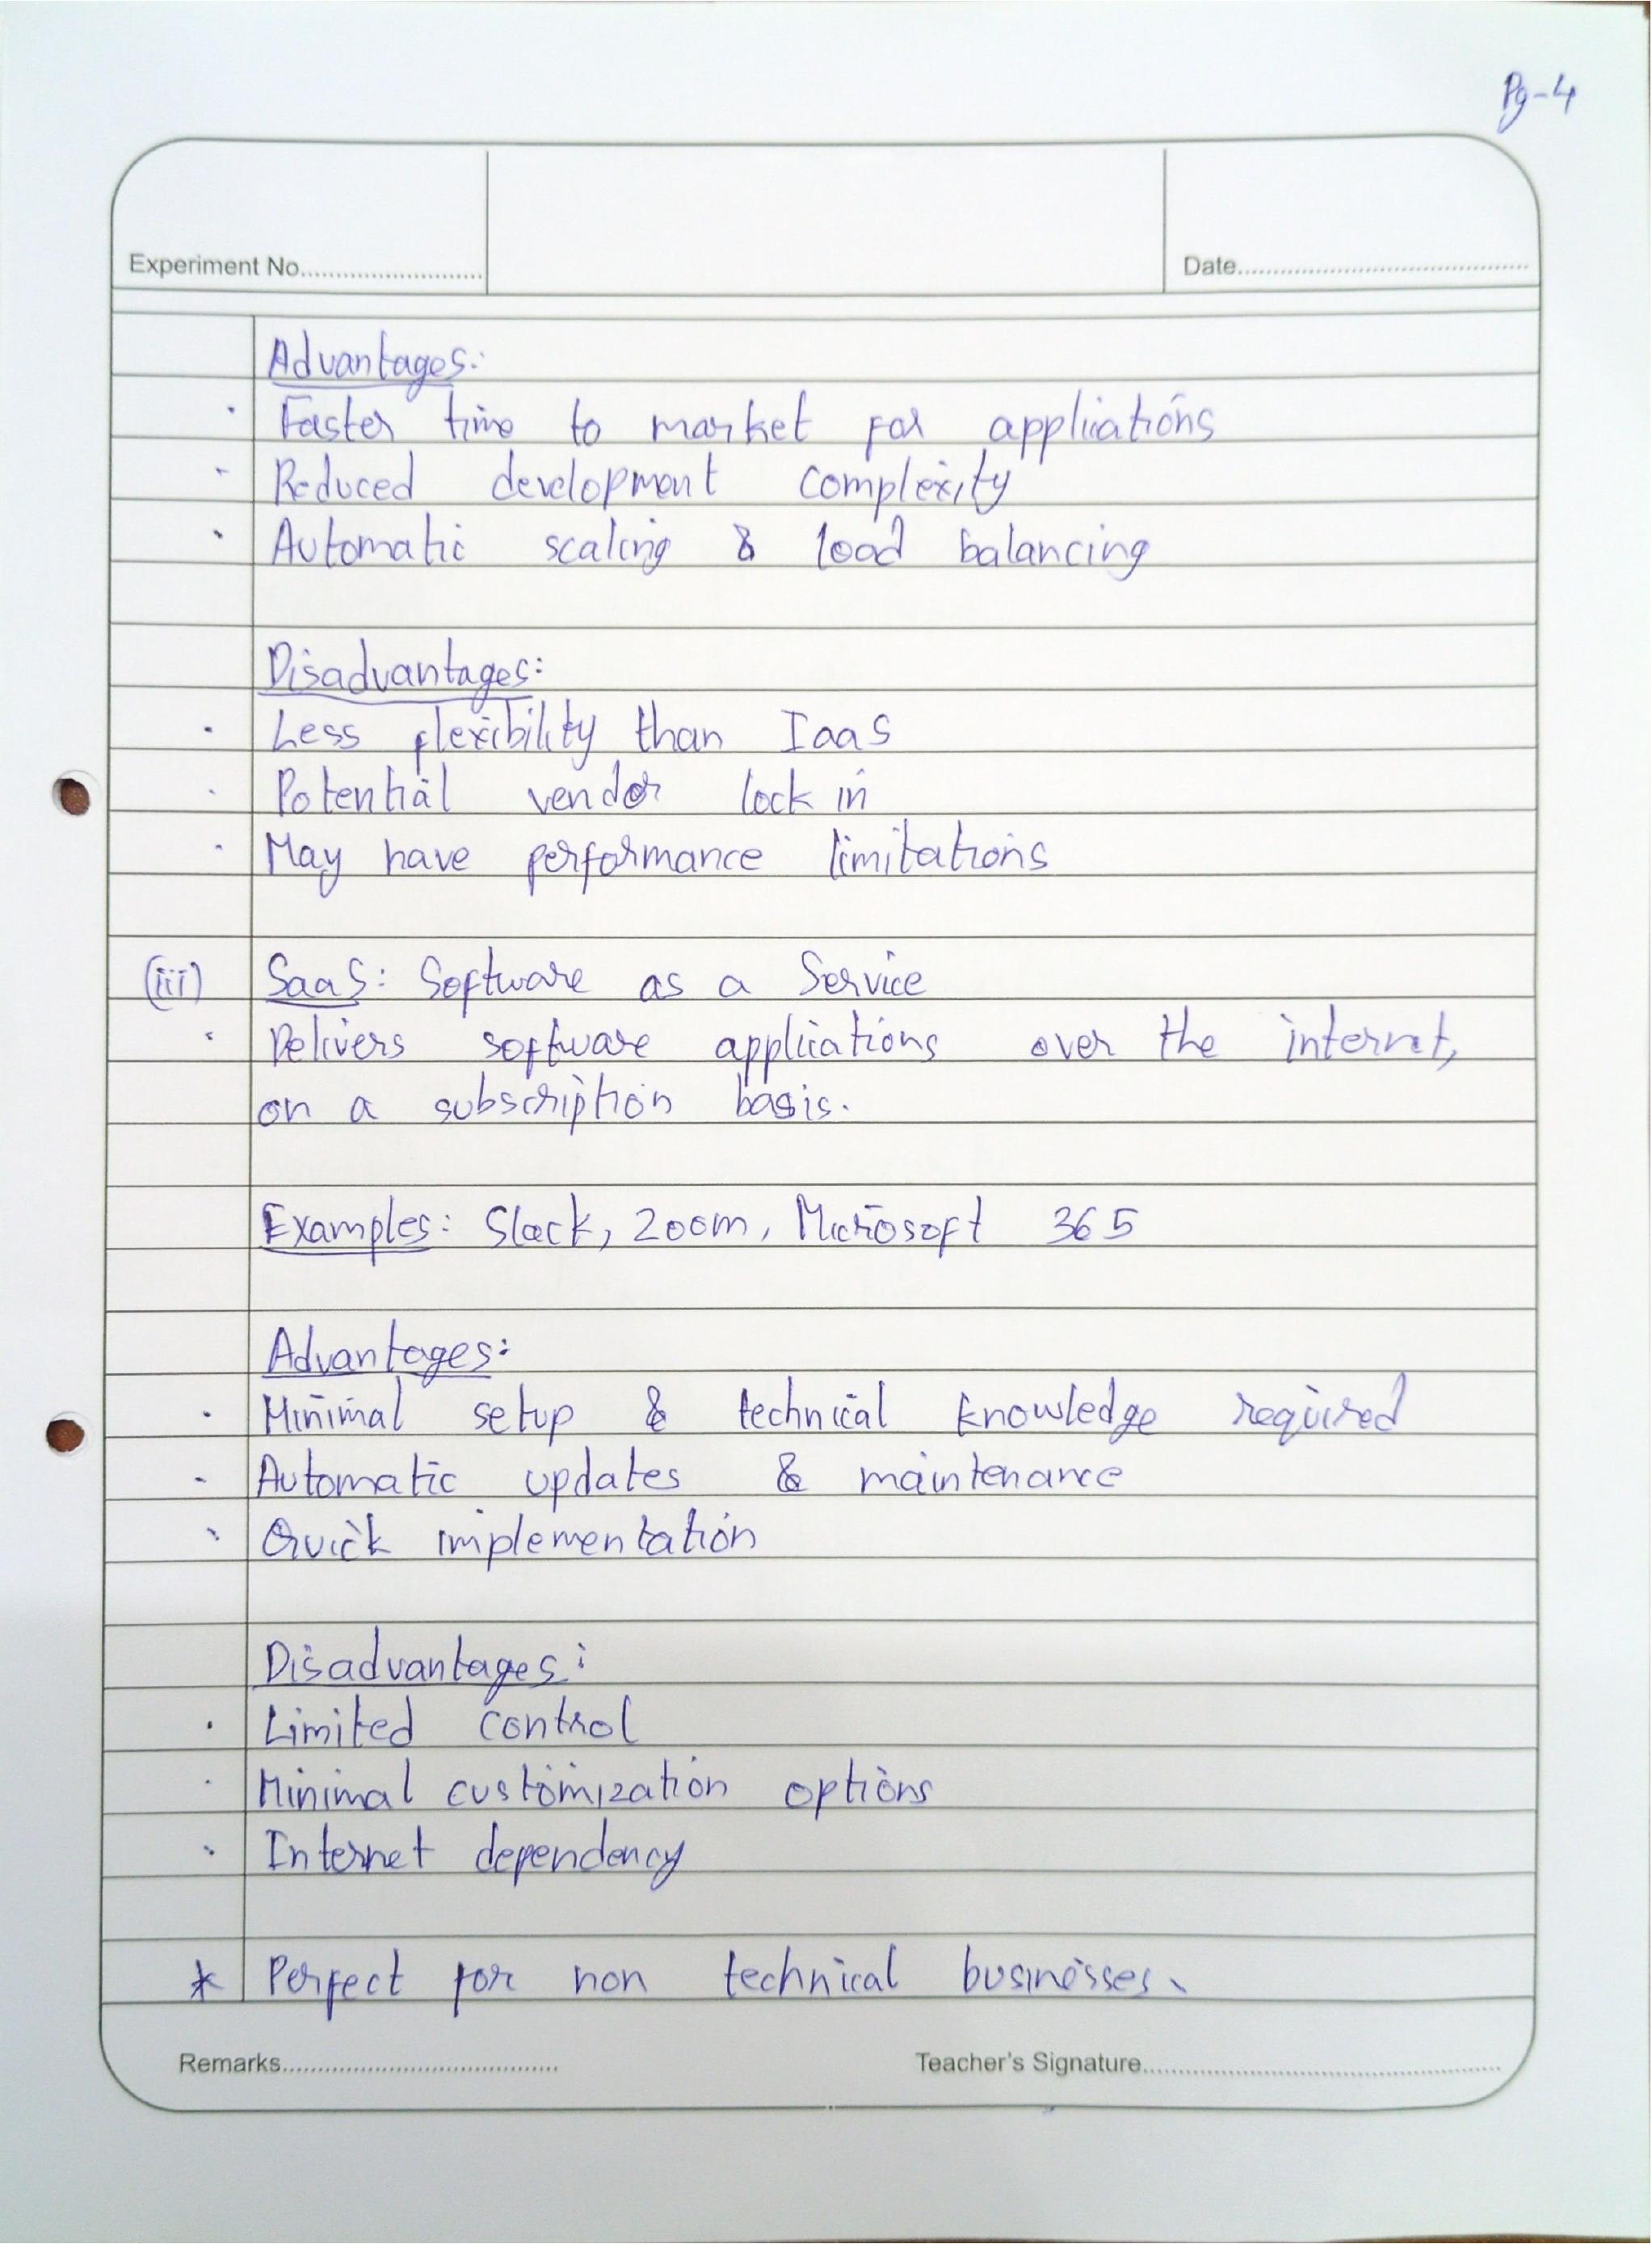 Pg-4
Experiment No.
Date
Advantages:
· Faster time to market for applications
· Reduced development complexity
· Automatic scaling & load balancing
Disadvantages:
· Less flexibility than IaaS
· Potential vendor lock in
· May have performance limitations
(iii) SaaS: Software as a Service
· Delivers software applications over the internet,
on a subscription basis.
Examples: Slack, Zoom, Microsoft 365
Advantages:
· Minimal setup & technical knowledge required
· Automatic updates & maintenance
· Quick implementation
Disadvantages:
· Limited control
· Minimal customization options
· Internet dependency
* Perfect for non technical businesses.
Remarks
Teacher's Signature